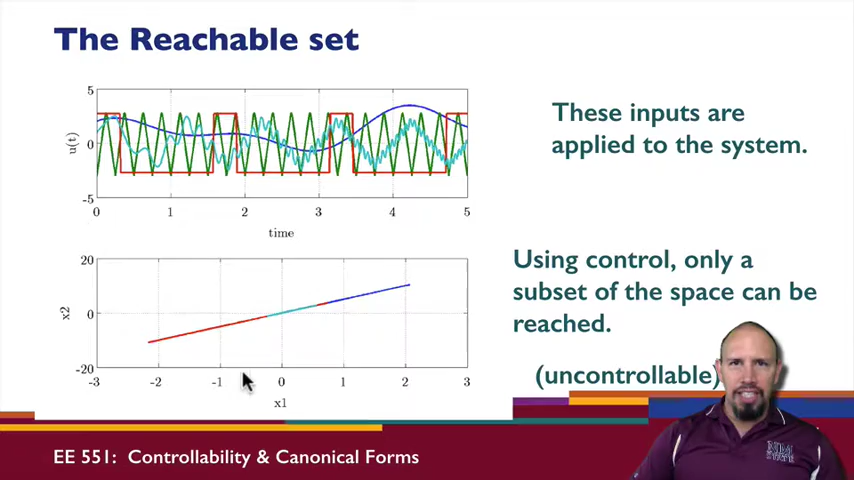 The Reachable set
5
0
-5
u(t)
0 1 2 3 4 5
time
These inputs are
applied to the system.
20
0
-20
x2
-3 -2 -1 0 1 2 3
x1
Using control, only a
subset of the space can be
reached.
(uncontrollable)
NM
STATE
EE 551: Controllability & Canonical Forms